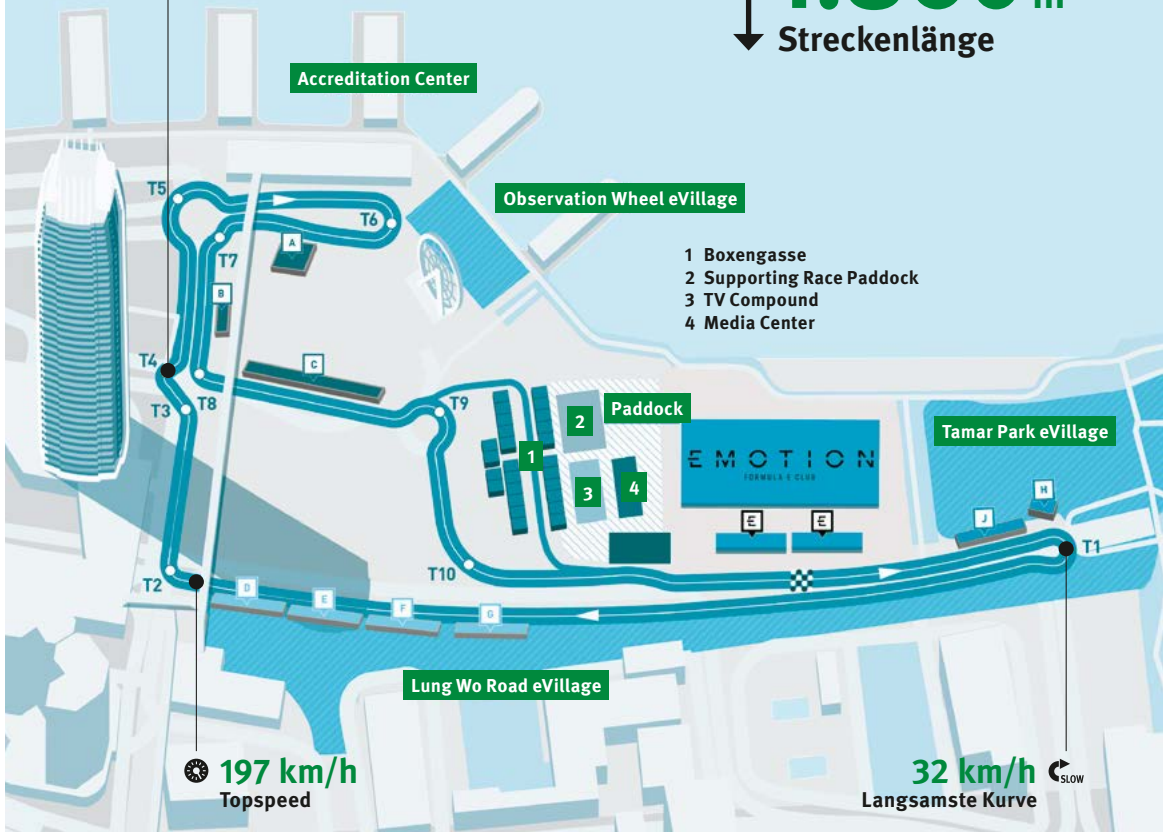 m
Streckenlänge
Accreditation Center
T5
Observation Wheel eVillage
T6
A
T7
1 Boxengasse
2 Supporting Race Paddock
3 TV Compound
4 Media Center
B
T4
C
T8
T3
T9
2
Paddock
1
Tamar Park eVillage
EMOTION
FORMULA E CLUB
3
4
H
E
E
J
T1
T10
T2
D
E
F
G
Lung Wo Road eVillage
197 km/h
Topspeed
32 km/h
SLOW
Langsamste Kurve